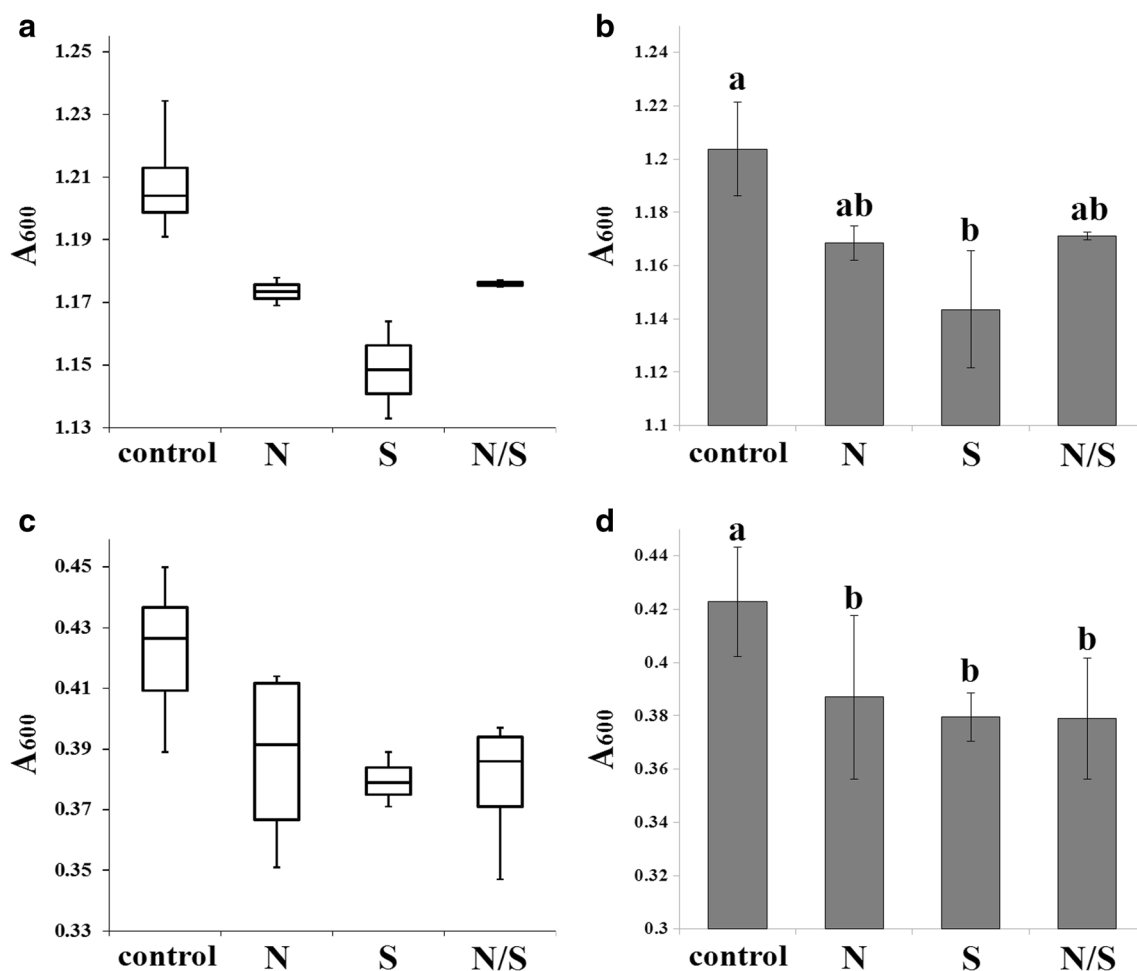 a
1.25
1.23
1.21
1.19
1.17
1.15
1.13
A600
control N S N/S
b
1.24
1.22
1.2
1.18
1.16
1.14
1.12
1.1
A600
a ab b ab
control N S N/S
c
0.45
0.43
0.41
0.39
0.37
0.35
0.33
A600
control N S N/S
d
0.44
0.42
0.4
0.38
0.36
0.34
0.32
0.3
A600
a b b b
control N S N/S